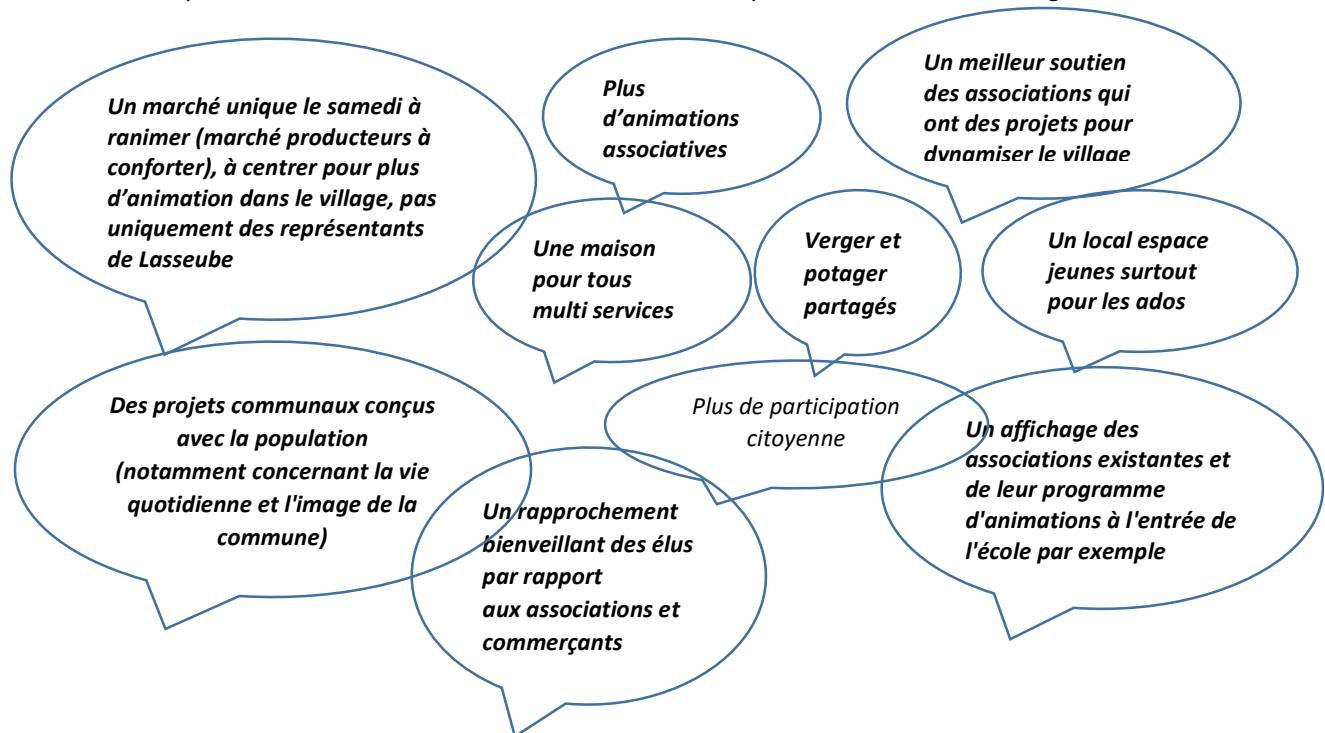 Un marché unique le samedi à
ranimer (marché producteurs à
conforter), à centrer pour plus
d'animation dans le village, pas
uniquement des représentants
de Lasseube
Plus
d'animations
associatives
Un meilleur soutien
des associations qui
ont des projets pour
dynamiser le village
Une maison
pour tous
multi services
Verger et
potager
partagés
Un local espace
jeunes surtout
pour les ados
Des projets communaux conçus
avec la population
(notamment concernant la vie
quotidienne et l'image de la
commune)
Plus de participation
citoyenne
Un rapprochement
bienveillant des élus
par rapport
aux associations et
commerçants
Un affichage des
associations existantes et
de leur programme
d'animations à l'entrée de
l'école par exemple